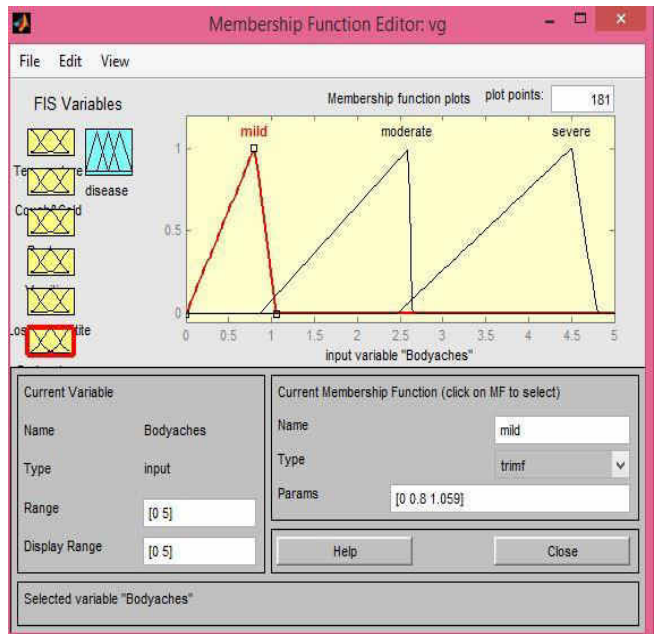 Membership Function Editor: vg
File Edit View
FIS Variables
Membership function plots plot points: 181
disease
mild moderate severe
1
0.5
0
0 0.5 1 1.5 2 2.5 3 3.5 4 4.5 5
input variable "Bodyaches"
Current Variable
Name Bodyaches
Type input
Range [0 5]
Display Range [0 5]
Current Membership Function (click on MF to select)
Name mild
Type trimf
Params [0 0.8 1.059]
Help Close
Selected variable "Bodyaches"